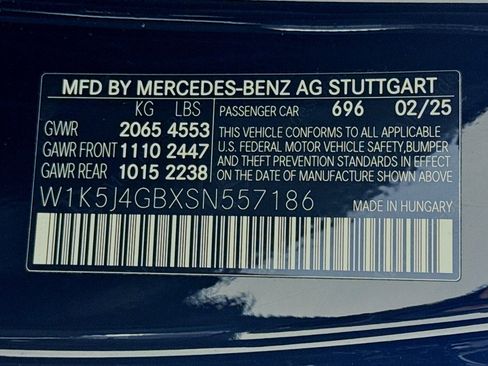 MFD BY MERCEDES-BENZ AG STUTTGART
KG LBS PASSENGER CAR 696 02/25
GVWR 2065 4553
GAWR FRONT 1110 2447
GAWR REAR 1015 2238
THIS VEHICLE CONFORMS TO ALL APPLICABLE
U.S. FEDERAL MOTOR VEHICLE SAFETY,BUMPER
AND THEFT PREVENTION STANDARDS IN EFFECT
ON THE DATE OF MANUFACTURE SHOWN ABOVE.
W1K5J4GBXSN557186 MADE IN HUNGARY